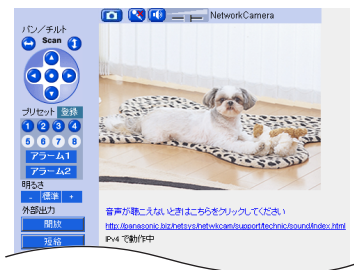 NetworkCamera
パン／チルト
Scan
プリセット 登録
1 2 3 4
5 6 7 8
アラーム1
アラーム2
明るさ
- 標準 +
外部出力
開放
短絡
音声が聴こえないときはこちらをクリックしてください
http://panasonic.biz/netsys/netwkcam/support/technic/sound/index.html
IPv4 で動作中